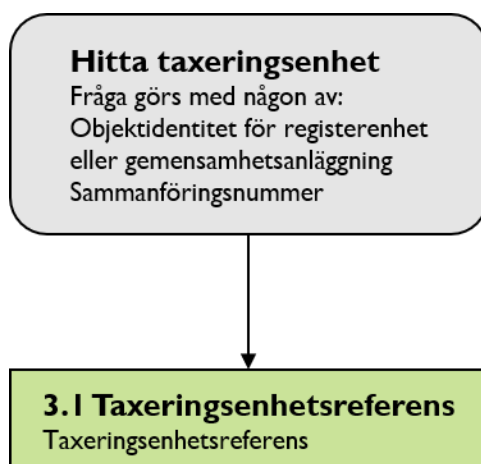 Hitta taxeringsenhet
Fråga görs med någon av:
Objektidentitet för registerenhet
eller gemensamhetsanläggning
Sammanföringsnummer
3.1 Taxeringsenhetsreferens
Taxeringsenhetsreferens